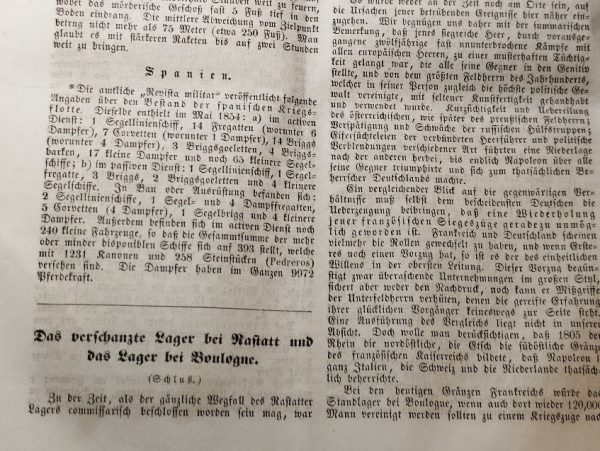 wobei das mörderische Geschoß fast 5 Fuß tief in den
Boden eindrang. Die mittlere Abweichung vom Zielpunkt
betrug nicht mehr als 75 Meter (etwa 250 Fuß). Man
glaubt es mit stärkeren Raketen bis auf zwei Stunden
weit zu bringen.
Spanien.
*Die amtliche „Revista militar“ veröffentlicht folgende
Angaben über den Bestand der spanischen Kriegs-
flotte. Dieselbe enthielt im Mai 1854: a) im activen
Dienst: 1 Segellinienschiff, 14 Fregatten (worunter 6
Dampfer), 7 Corvetten (worunter 1 Dampfer), 14 Briggs
(worunter 4 Dampfer), 3 Briggsgoeletten, 4 Briggs-
barken, 17 kleine Dampfer und noch 65 kleinere Segel-
schiffe; b) im passiven Dienst: 1 Segellinienschiff, 1 Segel-
fregatte, 3 Briggs, 2 Briggsgoeletten und 4 kleinere
Segelschiffe. In Bau oder Ausrüstung befanden sich:
2 Segellinienschiffe, 1 Segel- und 4 Dampffregatten,
5 Corvetten (4 Dampfer), 1 Segelbrigg und 4 kleinere
Dampfer. Außerdem befinden sich im activen Dienst noch
240 kleine Fahrzeuge, so daß die Gesammtsumme der mehr
oder minder disponiblen Schiffe sich auf 393 stellt, welche
mit 1231 Kanonen und 258 Steinstücken (Pedreros)
versehen sind. Die Dampfer haben im Ganzen 9972
Pferdekraft.
Das verschanzte Lager bei Rastatt und
das Lager bei Boulogne.
(Schluß.)
Zu der Zeit, als der gänzliche Wegfall des Rastatter
Lagers commissarisch beschlossen worden sein mag, war
Es würde weder an der Zeit noch am Orte sein, auf
die Ursachen jener betrübenden Ereignisse hier näher ein-
zugehen. Wir begnügen uns daher mit der summarischen
Bemerkung, daß jenes siegreiche Heer, durch vorausge-
gangene zwölfjährige fast ununterbrochene Kämpfe mit
allen europäischen Heeren, zu einer musterhaften Tüchtig-
keit gelangt war, die alle seine Gegner in den Genitiv
stellte, und von dem größten Feldherrn des Jahrhunderts,
welcher in seiner Person zugleich die höchste politische Ge-
walt vereinigte, mit seltener Kunstfertigkeit gehandhabt
und verwendet wurde. Kurzsichtigkeit und Uebereilung
des österreichischen, wie später des preußischen Feldherrn;
Verspätigung und Schwäche der russischen Hülfstruppen;
Eifersüchteleien der verbündeten Heerführer und politische
Verblendungen verschiedener Art führten eine Niederlage
nach der anderen herbei, bis endlich Napoleon über alle
seine Gegner triumphirte und sich zum thatsächlichen Be-
herrscher Deutschlands machte.
Ein vergleichender Blick auf die gegenwärtigen Ver-
hältnisse muß selbst dem bescheidensten Deutschen die
Ueberzeugung beibringen, daß eine Wiederholung
jener französischen Siegeszüge geradezu unmög-
lich geworden ist. Frankreich und Deutschland scheinen
vielmehr die Rollen gewechselt zu haben, und wenn Erste-
res noch einen Vorzug hat, so ist es der des einheitlichen
Willens in der obersten Leitung. Dieser Vorzug begün-
stigt zwar überaschende Unternehmungen im großen Styl,
sichert aber weder den Nachdruck, noch kann er Mißgriffe
der Unterfeldherrn verhüten, denen die gereifte Erfahrung
ihrer glücklichen Vorgänger keineswegs zur Seite steht.
Eine Ausführung des Vergleichs liegt nicht in unserer
Absicht. Doch wolle man berücksichtigen, daß 1805 der
Rhein die nordöstliche, die Etsch die südöstliche Gränze
des französischen Kaiserreichs bildete, daß Napoleon I.
ganz Italien, die Schweiz und die Niederlande thatsäch-
lich beherrschte.
Bei den heutigen Gränzen Frankreichs würde das
Standlager bei Boulogne, wenn auch dort wieder 120,000
Mann vereinigt werden sollten zu einem Kriegszuge nach